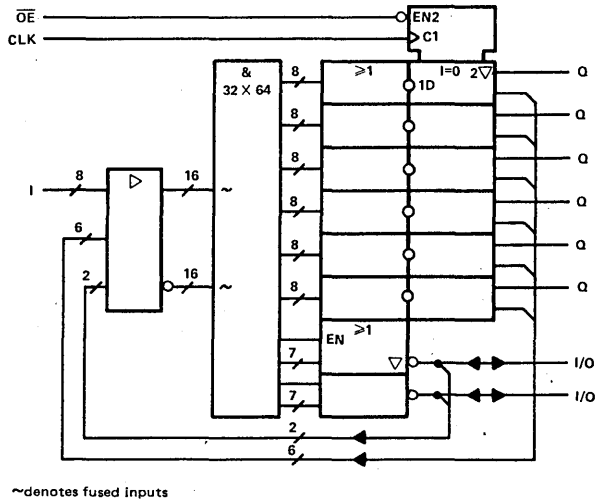 OE
EN2
CLK
C1
&
32 X 64
8
≥1
I=0
2▽
Q
1D
8
Q
8
Q
8
Q
8
Q
8
Q
I
8
▷
16
~
6
2
16
~
EN
≥1
7
▽
I/O
7
I/O
2
6
~denotes fused inputs